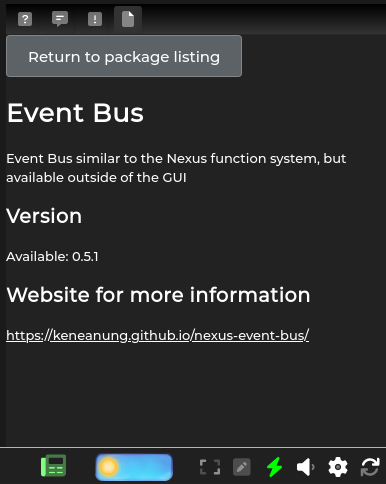 Return to package listing
Event Bus
Event Bus similar to the Nexus function system, but
available outside of the GUI
Version
Available: 0.5.1
Website for more information
https://keneanung.github.io/nexus-event-bus/